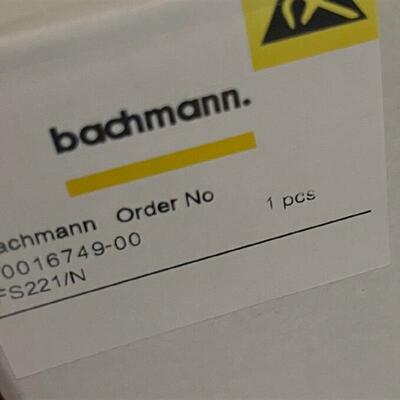 bachmann.
achmann Order No 1 pcs
0016749-00
FS221/N